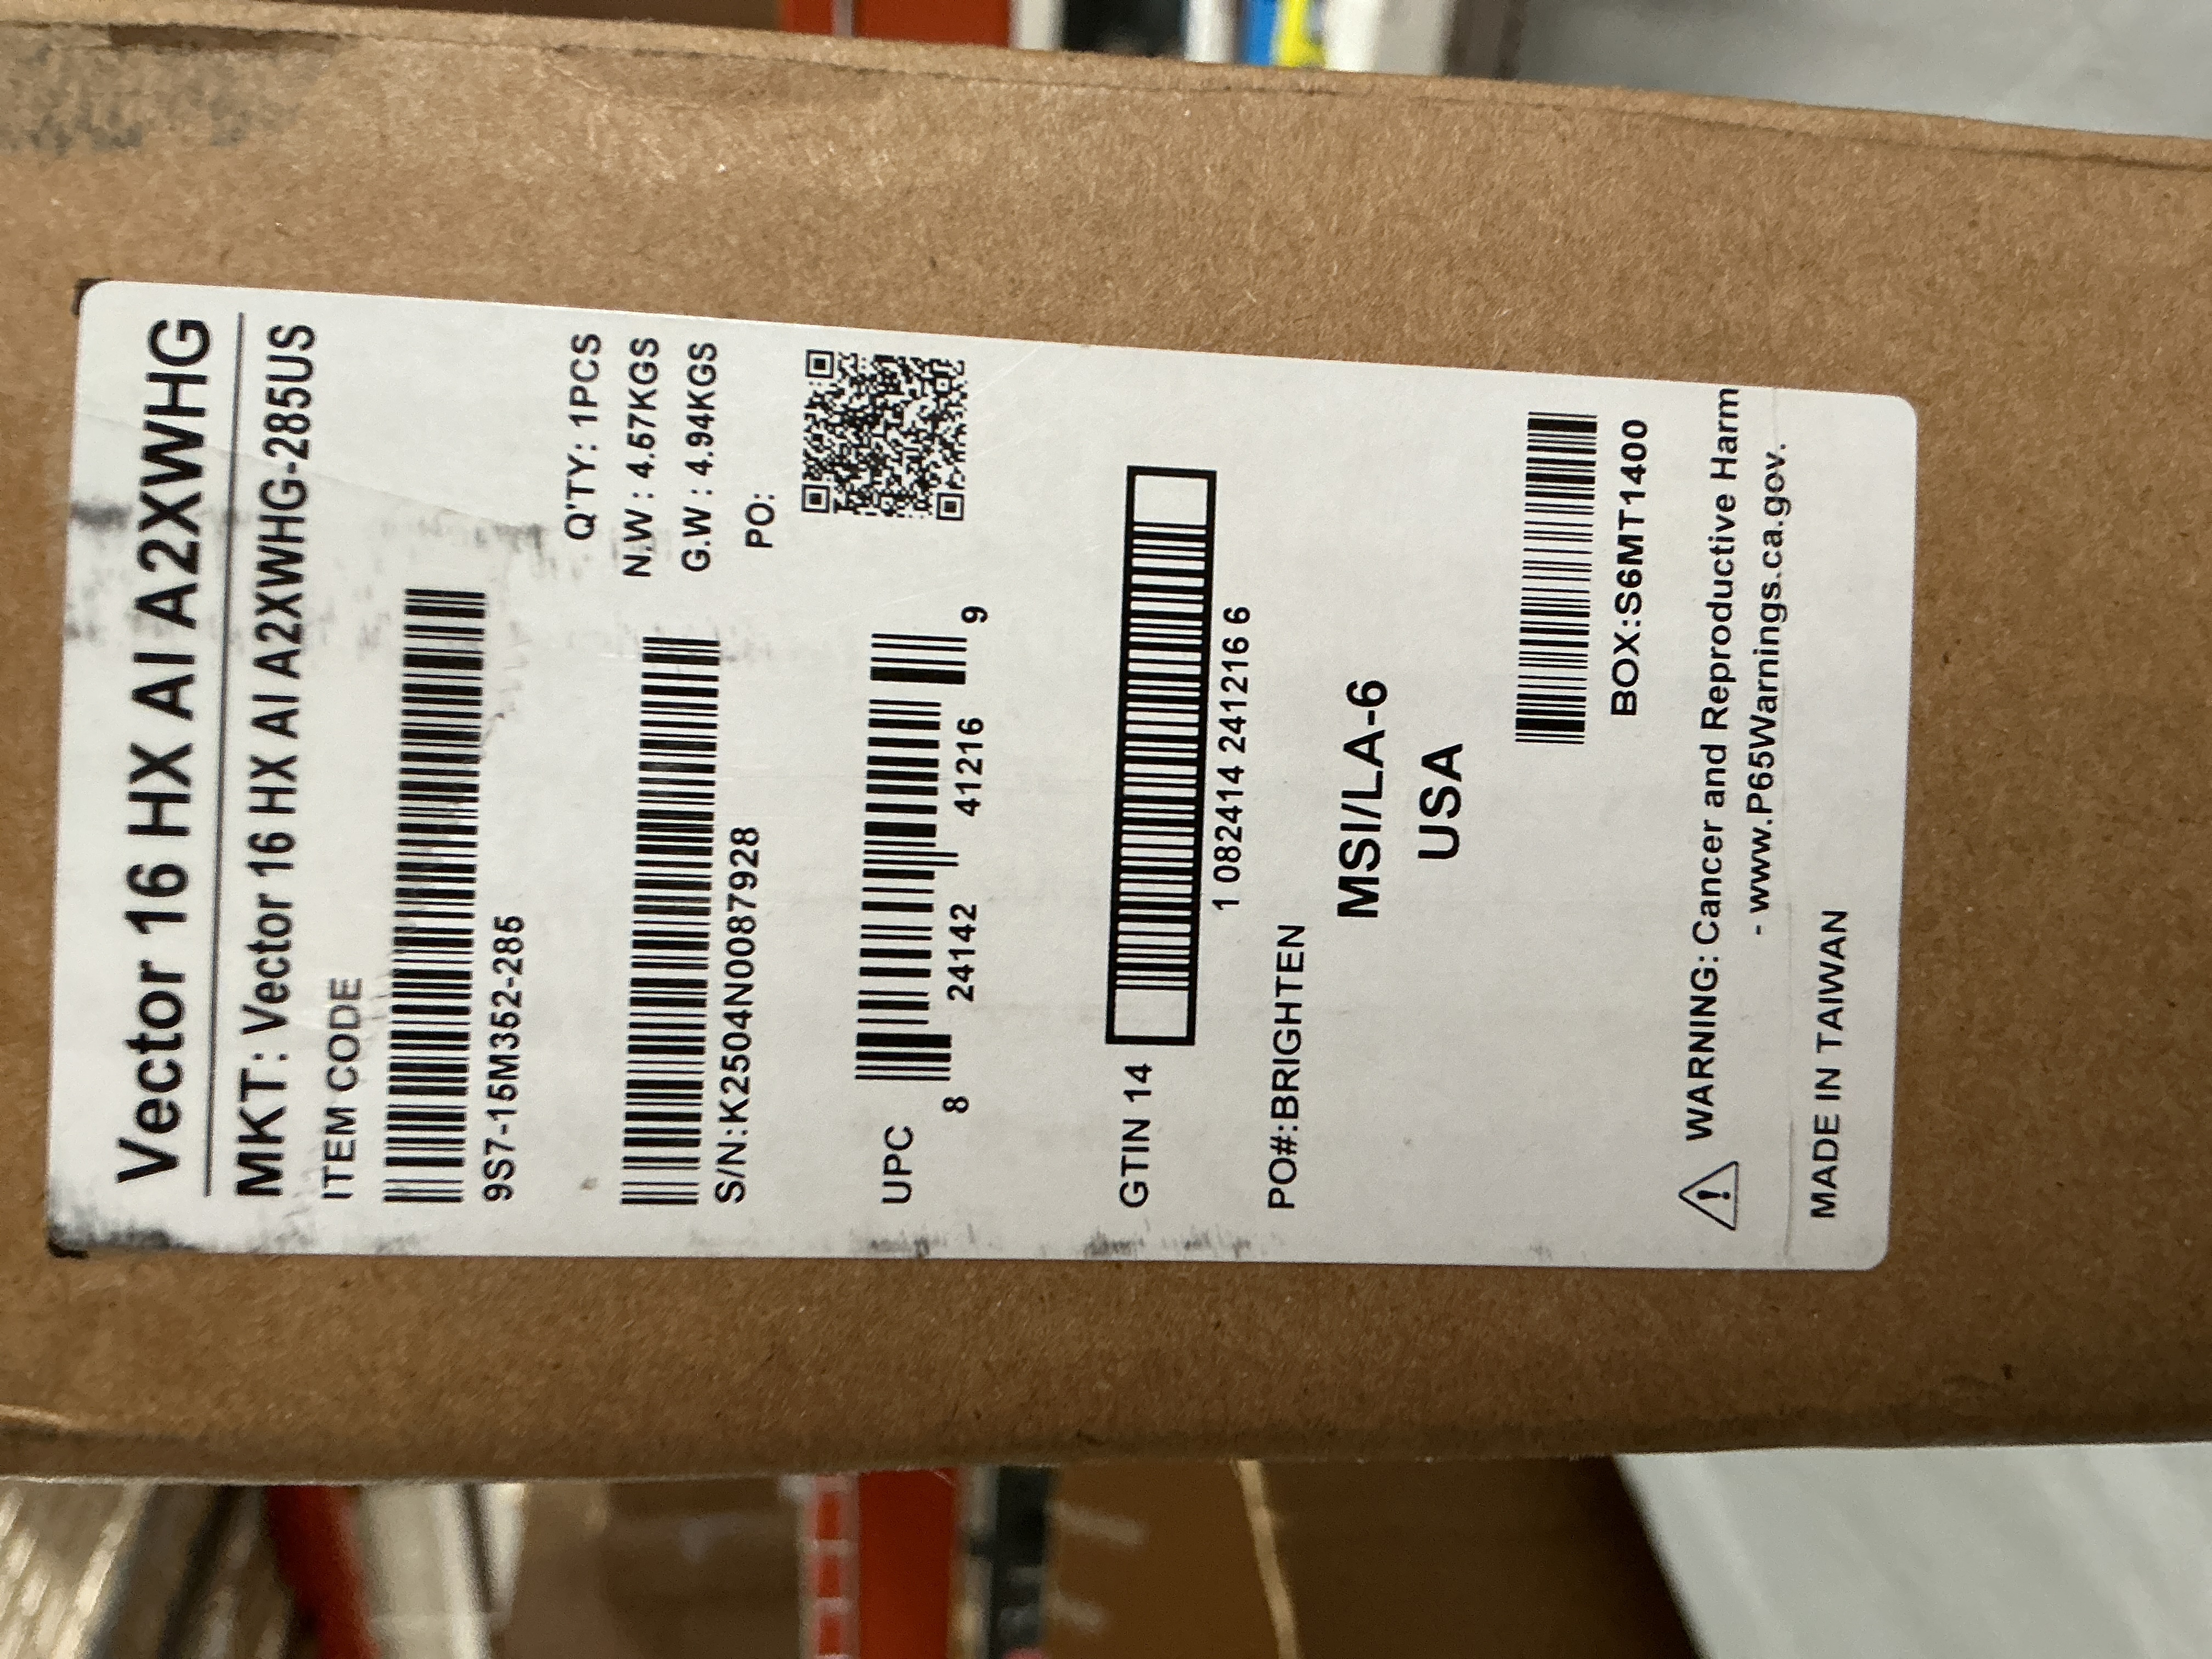 Vector 16 HX AI A2XWHG
MKT: Vector 16 HX AI A2XWHG-285US
ITEM CODE
9S7-15M352-285
Q'TY: 1PCS
N.W : 4.57KGS
G.W : 4.94KGS
S/N:K2504N0087928
PO:
UPC
8 24142 41216 9
GTIN 14
1 082414 241216 6
PO#:BRIGHTEN
MSI/LA-6
USA
BOX:S6MT1400
WARNING: Cancer and Reproductive Harm
- www.P65Warnings.ca.gov.
MADE IN TAIWAN